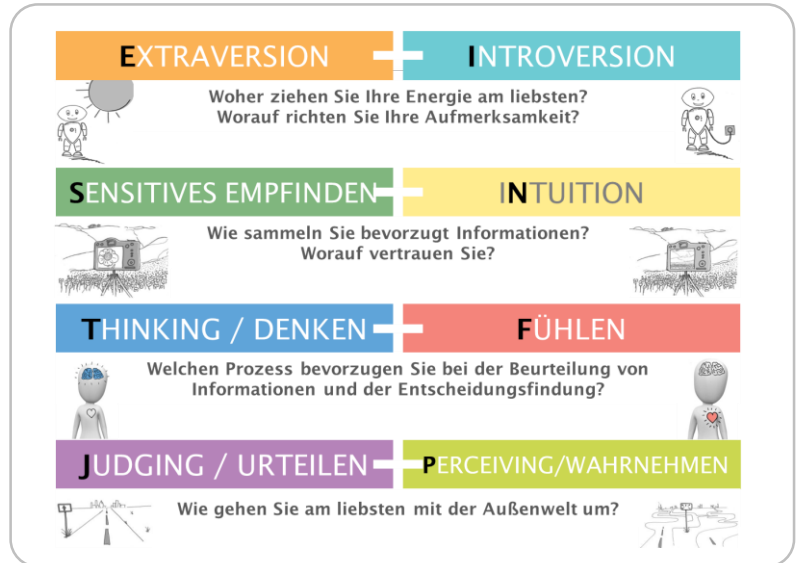 EXTRAVERSION
INTROVERSION
Woher ziehen Sie Ihre Energie am liebsten?
Worauf richten Sie Ihre Aufmerksamkeit?
SENSITIVES EMPFINDEN
INTUITION
Wie sammeln Sie bevorzugt Informationen?
Worauf vertrauen Sie?
THINKING / DENKEN
FÜHLEN
Welchen Prozess bevorzugen Sie bei der Beurteilung von
Informationen und der Entscheidungsfindung?
JUDGING / URTEILEN
PERCEIVING/WAHRNEHMEN
Wie gehen Sie am liebsten mit der Außenwelt um?